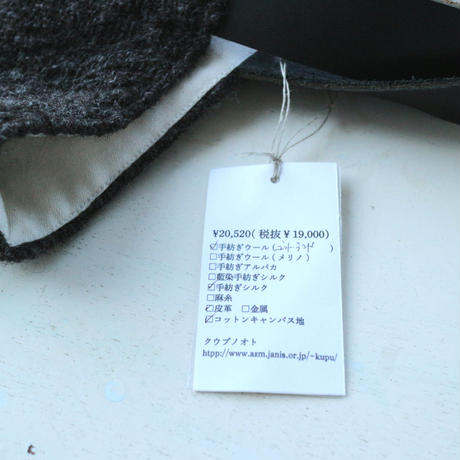 ¥20,520(税抜¥19,000)
☑手紡ぎウール(ゴットランド)
□手紡ぎウール(メリノ)
□手紡ぎアルパカ
□藍染手紡ぎシルク
☑手紡ぎシルク
□麻糸
☑皮革 □金属
☑コットンキャンバス地
クウプノオト
htpp://www.azm.janis.or.jp/~kupu/